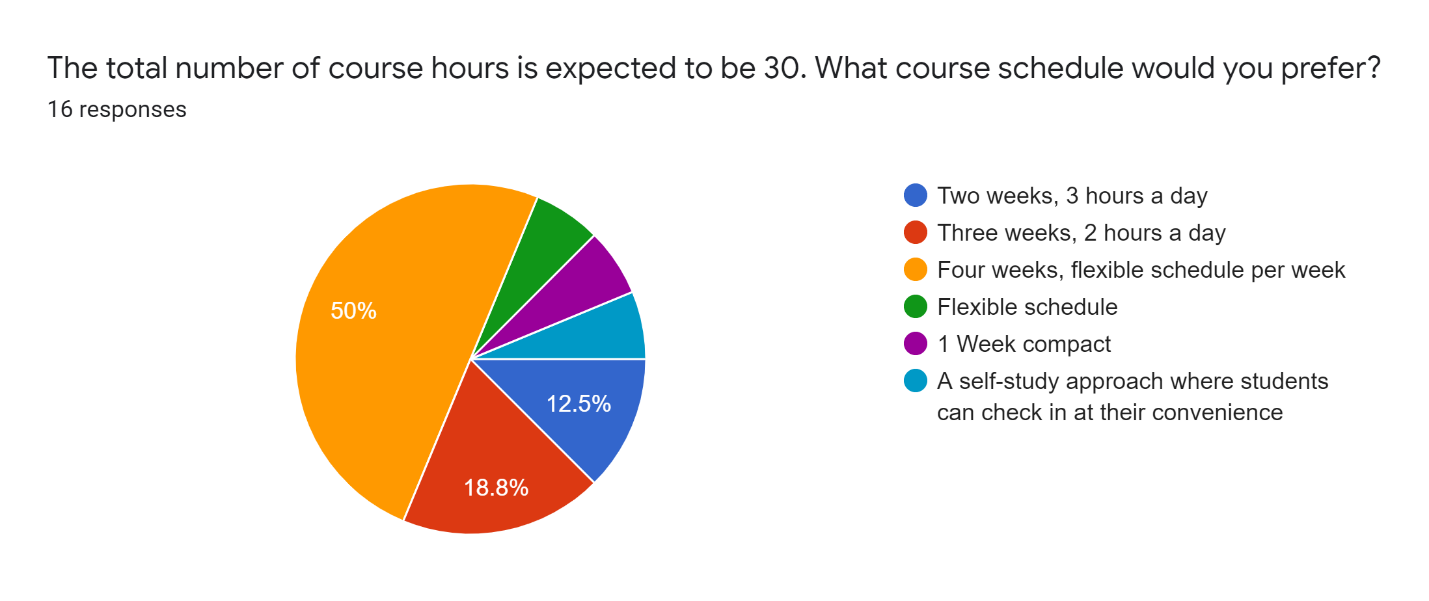 The total number of course hours is expected to be 30. What course schedule would you prefer?
16 responses
50%
12.5%
18.8%
Two weeks, 3 hours a day
Three weeks, 2 hours a day
Four weeks, flexible schedule per week
Flexible schedule
1 Week compact
A self-study approach where students
can check in at their convenience